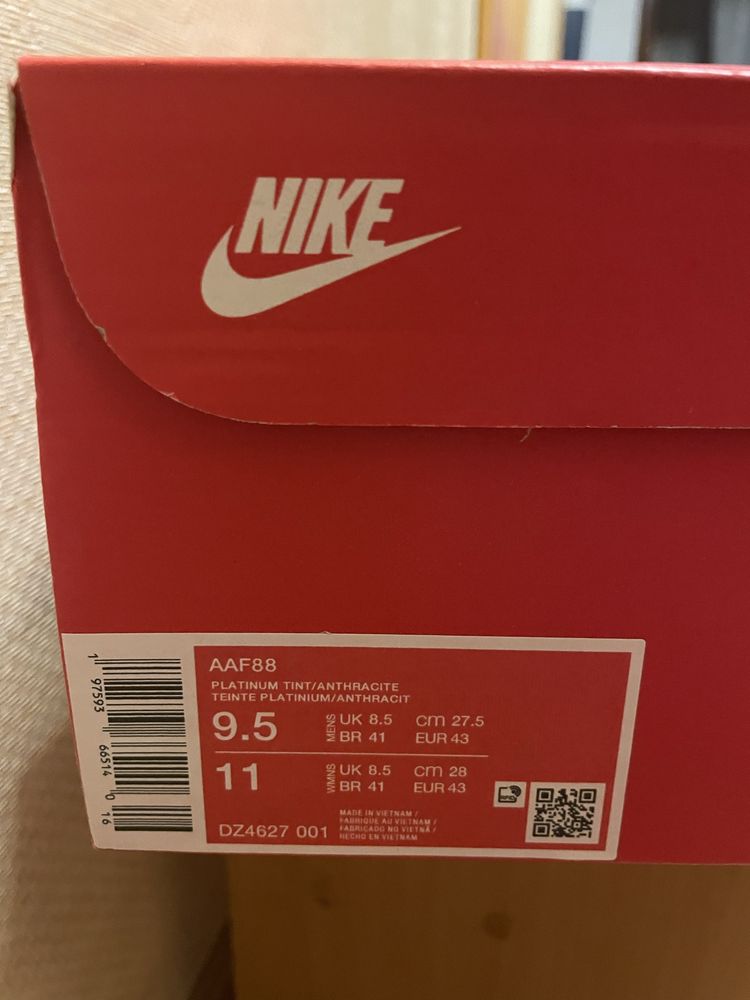 NIKE
AAF88
PLATINUM TINT/ANTHRACITE
TEINTE PLATINIUM/ANTHRACIT
9.5 MENS UK 8.5 cm 27.5
BR 41 EUR 43
11 WMNS UK 8.5 cm 28
BR 41 EUR 43
DZ4627 001
MADE IN VIETNAM /
FABRIQUE AU VIETNAM /
FABRICADO NO VIETNÃ /
HECHO EN VIETNAM
1 97593 66514 0 16